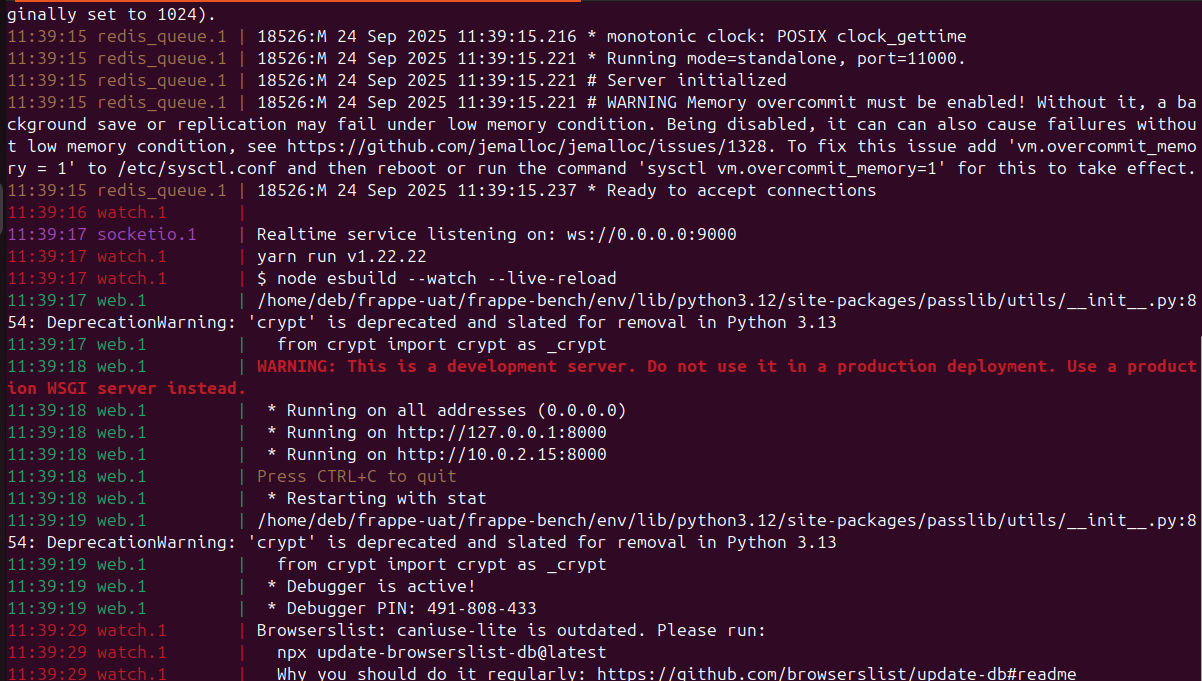 ginally set to 1024).
11:39:15 redis_queue.1 | 18526:M 24 Sep 2025 11:39:15.216 * monotonic clock: POSIX clock_gettime
11:39:15 redis_queue.1 | 18526:M 24 Sep 2025 11:39:15.221 * Running mode=standalone, port=11000.
11:39:15 redis_queue.1 | 18526:M 24 Sep 2025 11:39:15.221 # Server initialized
11:39:15 redis_queue.1 | 18526:M 24 Sep 2025 11:39:15.221 # WARNING Memory overcommit must be enabled! Without it, a ba
ckground save or replication may fail under low memory condition. Being disabled, it can can also cause failures withou
t low memory condition, see https://github.com/jemalloc/jemalloc/issues/1328. To fix this issue add 'vm.overcommit_memo
ry = 1' to /etc/sysctl.conf and then reboot or run the command 'sysctl vm.overcommit_memory=1' for this to take effect.
11:39:15 redis_queue.1 | 18526:M 24 Sep 2025 11:39:15.237 * Ready to accept connections
11:39:16 watch.1       |
11:39:17 socketio.1    | Realtime service listening on: ws://0.0.0.0:9000
11:39:17 watch.1       | yarn run v1.22.22
11:39:17 watch.1       | $ node esbuild --watch --live-reload
11:39:17 web.1         | /home/deb/frappe-uat/frappe-bench/env/lib/python3.12/site-packages/passlib/utils/__init__.py:8
54: DeprecationWarning: 'crypt' is deprecated and slated for removal in Python 3.13
11:39:17 web.1         |   from crypt import crypt as _crypt
11:39:18 web.1         | WARNING: This is a development server. Do not use it in a production deployment. Use a product
ion WSGI server instead.
11:39:18 web.1         |  * Running on all addresses (0.0.0.0)
11:39:18 web.1         |  * Running on http://127.0.0.1:8000
11:39:18 web.1         |  * Running on http://10.0.2.15:8000
11:39:18 web.1         | Press CTRL+C to quit
11:39:18 web.1         |  * Restarting with stat
11:39:19 web.1         | /home/deb/frappe-uat/frappe-bench/env/lib/python3.12/site-packages/passlib/utils/__init__.py:8
54: DeprecationWarning: 'crypt' is deprecated and slated for removal in Python 3.13
11:39:19 web.1         |   from crypt import crypt as _crypt
11:39:19 web.1         |  * Debugger is active!
11:39:19 web.1         |  * Debugger PIN: 491-808-433
11:39:29 watch.1       | Browserslist: caniuse-lite is outdated. Please run:
11:39:29 watch.1       |   npx update-browserslist-db@latest
11:39:29 watch.1       |   Why you should do it regularly: https://github.com/browserslist/update-db#readme